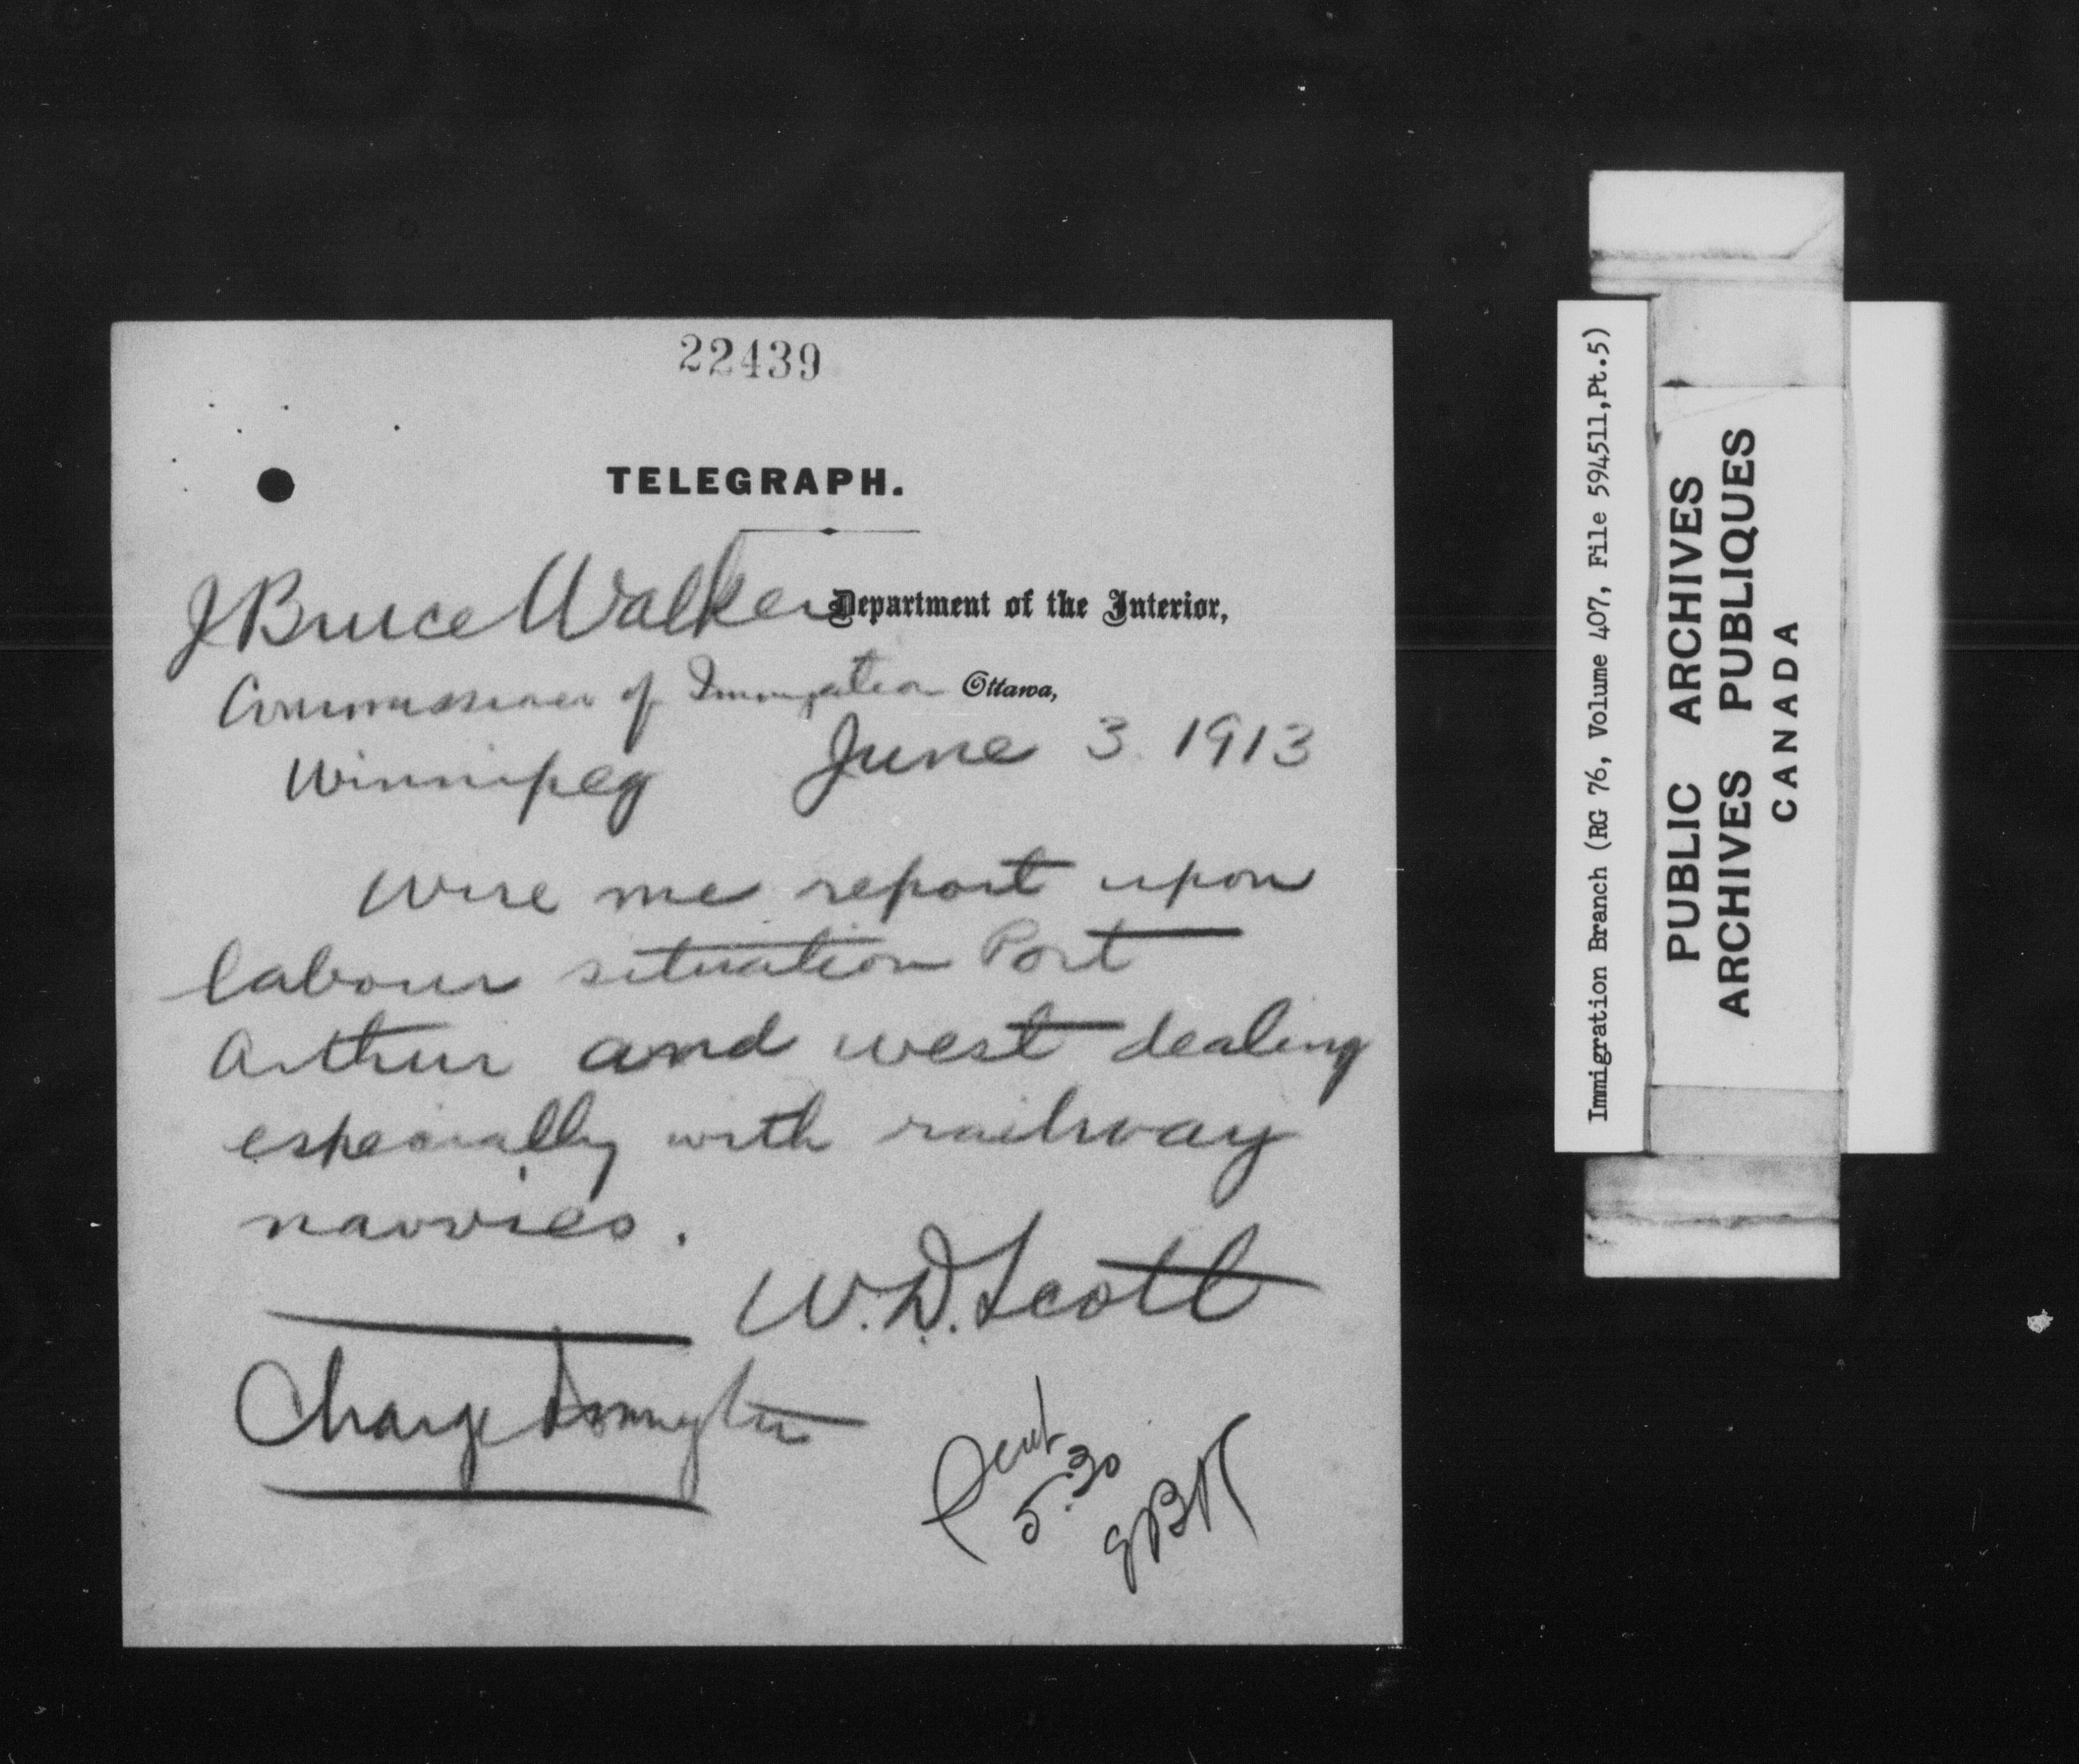 22439
TELEGRAPH.
J Bruce Walker
Department of the Interior,
Commissioner of Immigration Ottawa,
Winnipeg June 3. 1913
Wire me report upon
labour situation Port
Arthur and west dealing
especially with railway
navvies.
W. D. Scott
Charge Immigration
Sent
5.30
Immigration Branch (RG 76, Volume 407, File 594511,Pt.5)
PUBLIC ARCHIVES
ARCHIVES PUBLIQUES
CANADA